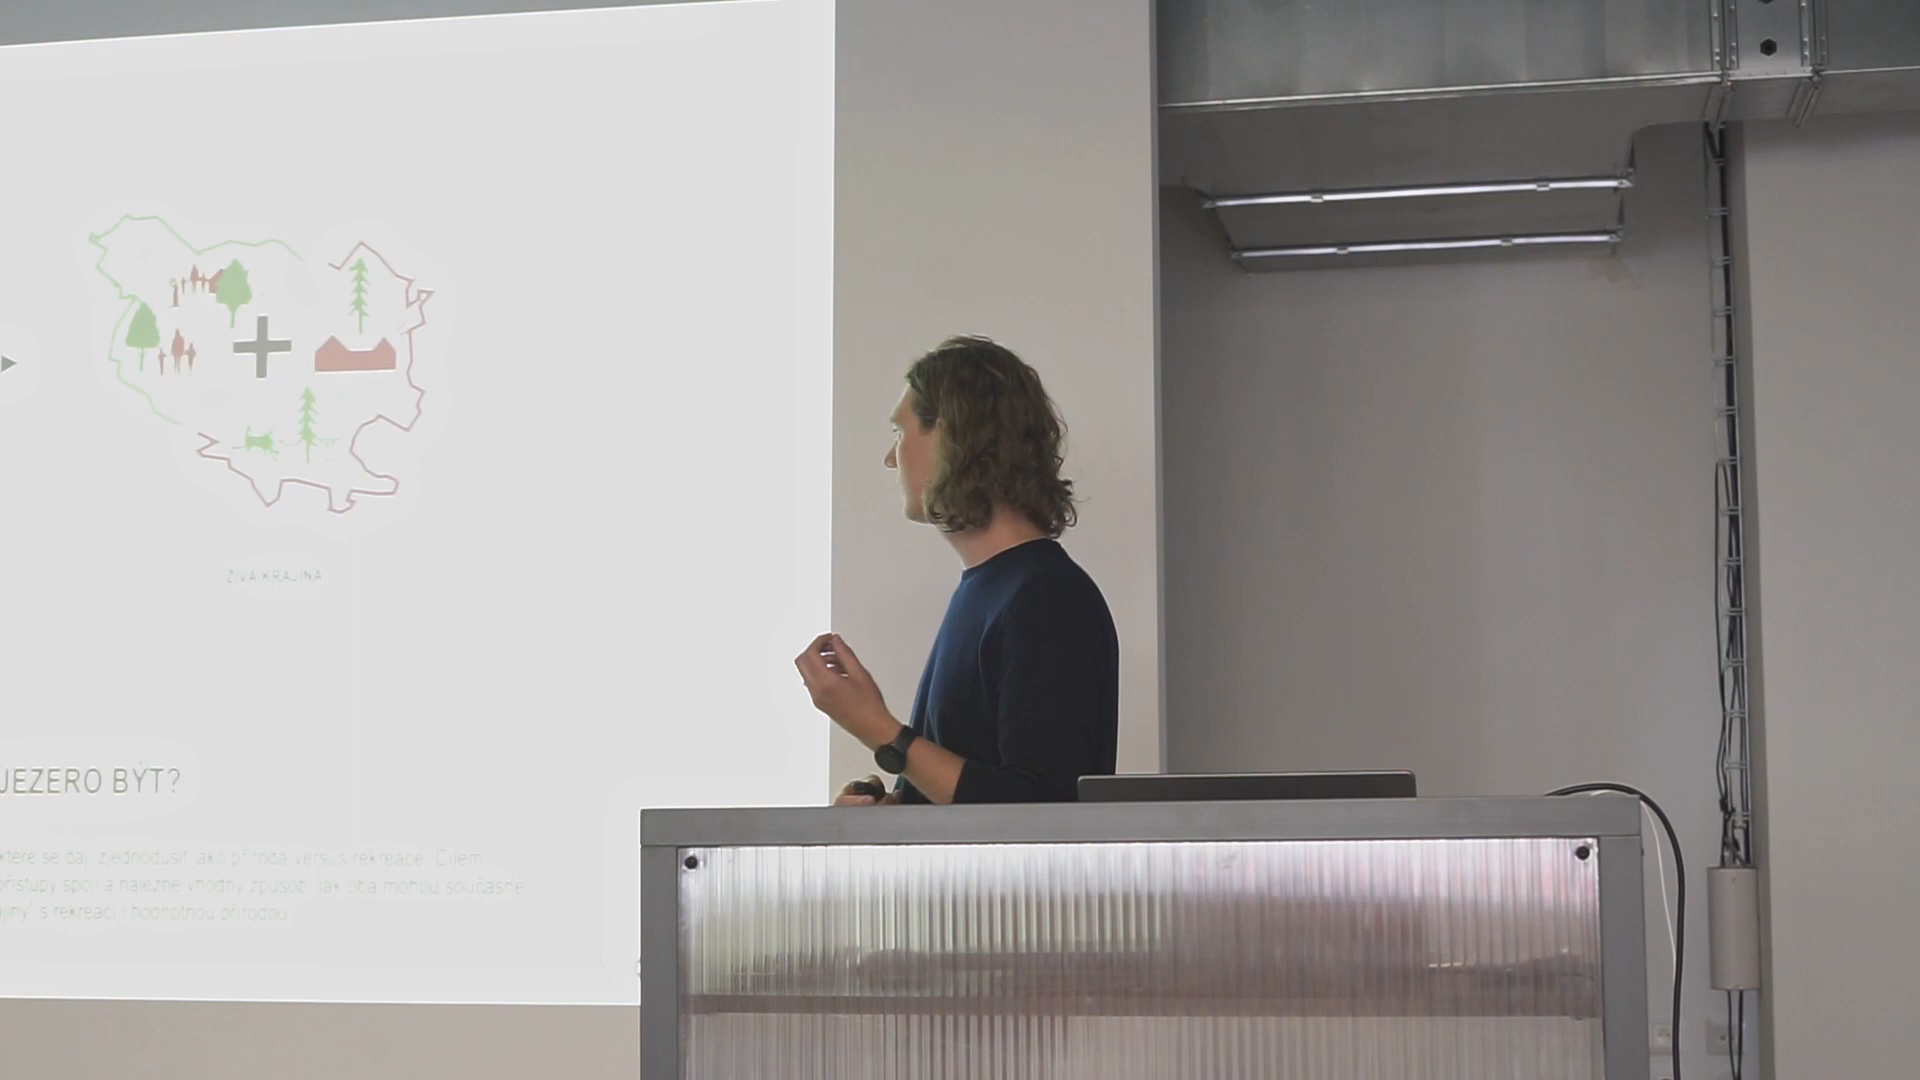 ŽIVÁ KRAJINA
JEZERO BÝT?
které se dají zjednodušit jako příroda versus rekreace. Cílem
přístupy spojí a nalezne vhodný způsob, jak oba mohou současně
s rekreací i hodnotnou přírodou.